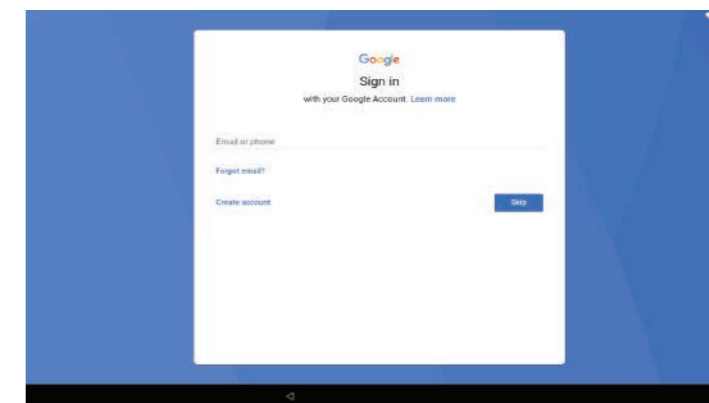 Google
Sign in
with your Google Account. Learn more
Email or phone
Forgot email?
Create account
Skip